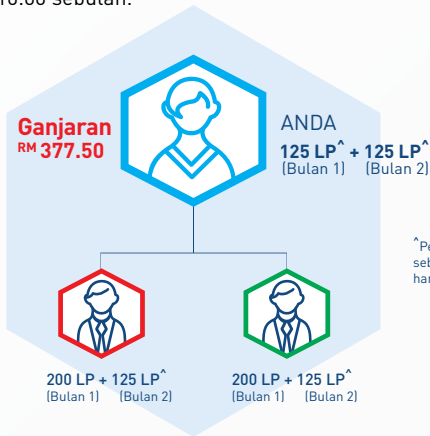 sebulan.
Ganjaran
RM 377.50
ANDA
125 LP^ + 125 LP^
(Bulan 1) (Bulan 2)
200 LP + 125 LP^
(Bulan 1) (Bulan 2)
200 LP + 125 LP^
(Bulan 1) (Bulan 2)